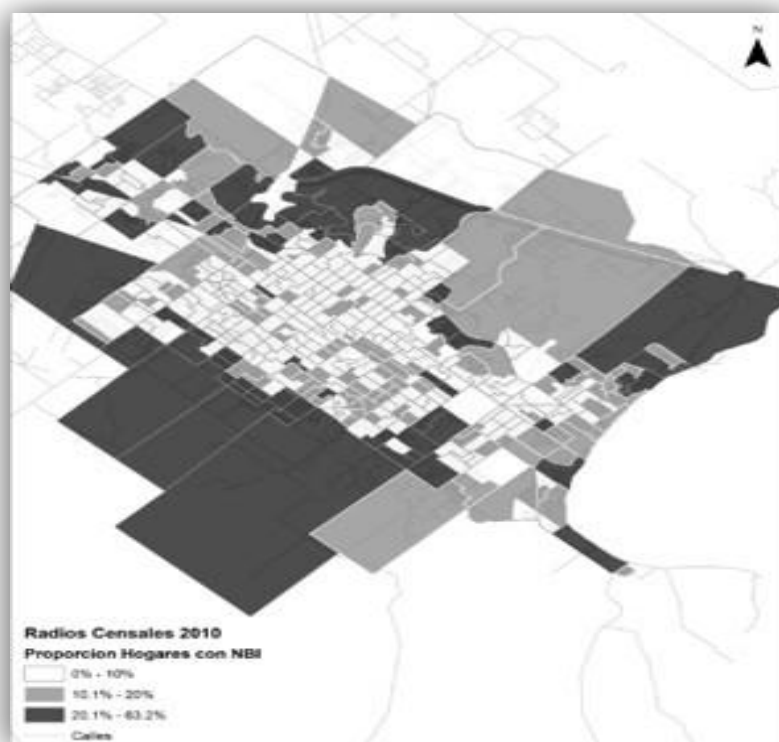 N
Radios Censales 2010
Proporcion Hogares con NBI
0% - 10%
10.1% - 20%
20.1% - 63.2%
Calles